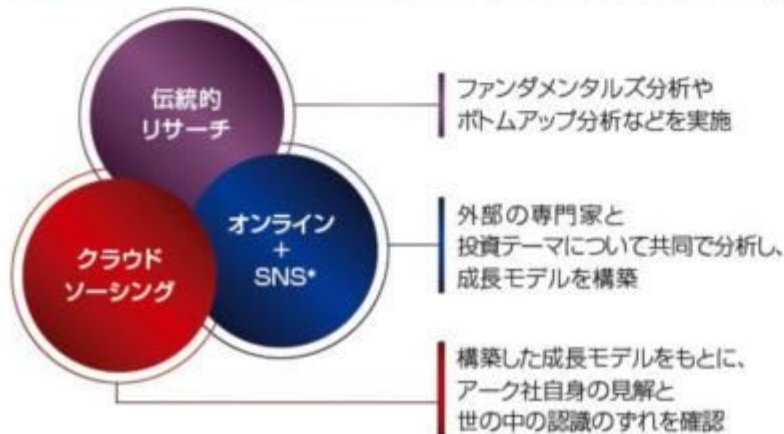 伝統的
リサーチ
ファンダメンタルズ分析や
ボトムアップ分析などを実施
オンライン
+
SNS*
外部の専門家と
投資テーマについて共同で分析し、
成長モデルを構築
クラウド
ソーシング
構築した成長モデルをもとに、
アーク社自身の見解と
世の中の認識のずれを確認